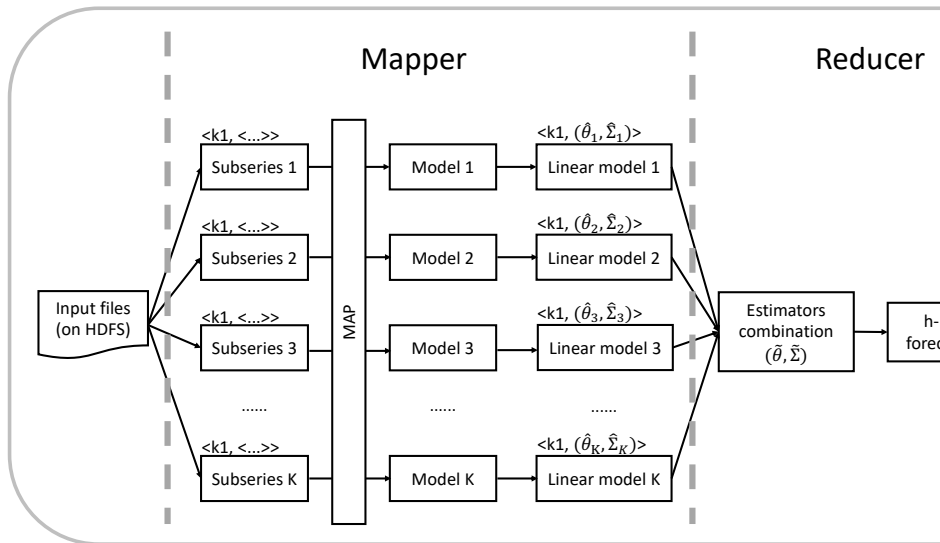 Mapper
Reducer
<k1, <...>>
<k1, (θ̂₁, Σ̂₁)>
Subseries 1
Model 1
Linear model 1
<k1, <...>>
<k1, (θ̂₂, Σ̂₂)>
Subseries 2
Model 2
Linear model 2
Input files
(on HDFS)
MAP
<k1, <...>>
<k1, (θ̂₃, Σ̂₃)>
Subseries 3
Model 3
Linear model 3
Estimators
combination
(θ̃, Σ̃)
h-
......
......
......
<k1, <...>>
<k1, (θ̂_K, Σ̂_K)>
Subseries K
Model K
Linear model K